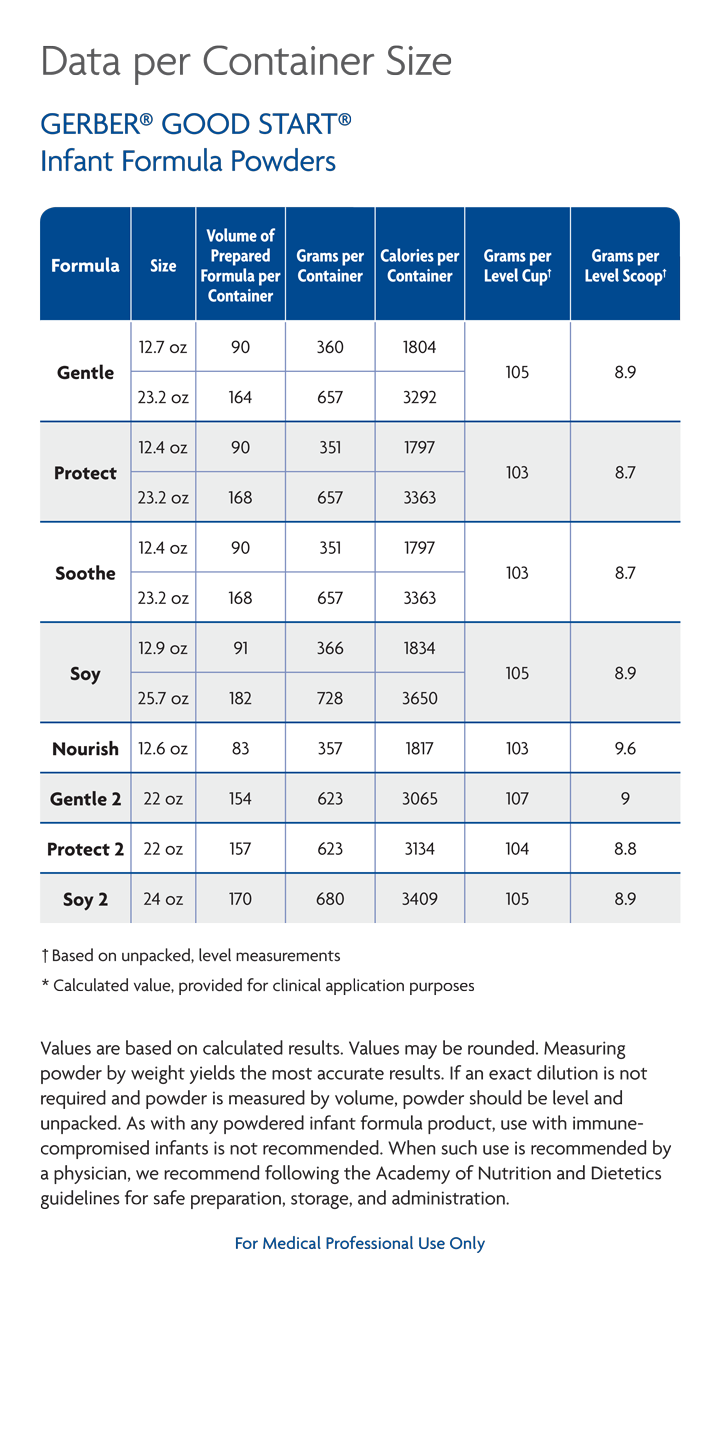 Data per Container Size
GERBER® GOOD START®
Infant Formula Powders
Formula
Size
Volume of
Prepared
Formula per
Container
Grams per
Container
Calories per
Container
Grams per
Level Cup†
Grams per
Level Scoop†
Gentle
12.7 oz 90 360 1804
23.2 oz 164 657 3292
105 8.9
Protect
12.4 oz 90 351 1797
23.2 oz 168 657 3363
103 8.7
Soothe
12.4 oz 90 351 1797
23.2 oz 168 657 3363
103 8.7
Soy
12.9 oz 91 366 1834
25.7 oz 182 728 3650
105 8.9
Nourish 12.6 oz 83 357 1817 103 9.6
Gentle 2 22 oz 154 623 3065 107 9
Protect 2 22 oz 157 623 3134 104 8.8
Soy 2 24 oz 170 680 3409 105 8.9
† Based on unpacked, level measurements
* Calculated value, provided for clinical application purposes
Values are based on calculated results. Values may be rounded. Measuring
powder by weight yields the most accurate results. If an exact dilution is not
required and powder is measured by volume, powder should be level and
unpacked. As with any powdered infant formula product, use with immune-
compromised infants is not recommended. When such use is recommended by
a physician, we recommend following the Academy of Nutrition and Dietetics
guidelines for safe preparation, storage, and administration.
For Medical Professional Use Only